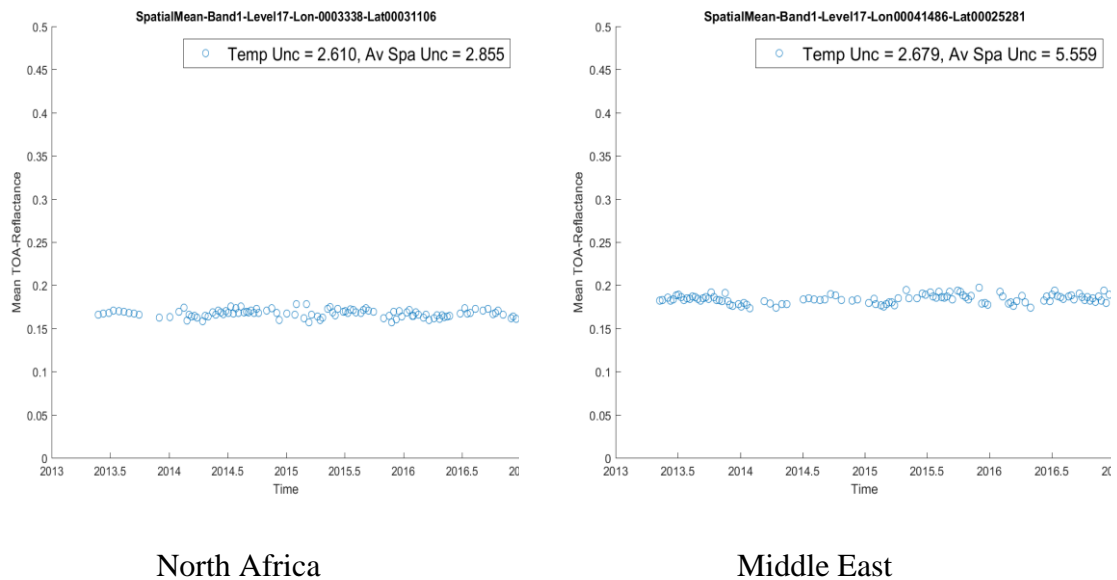 SpatialMean-Band1-Level17-Lon-0003338-Lat00031106
Temp Unc = 2.610, Av Spa Unc = 2.855
Mean TOA-Reflactance
0.5
0.45
0.4
0.35
0.3
0.25
0.2
0.15
0.1
0.05
0
2013 2013.5 2014 2014.5 2015 2015.5 2016 2016.5 20
Time
North Africa
SpatialMean-Band1-Level17-Lon00041486-Lat00025281
Temp Unc = 2.679, Av Spa Unc = 5.559
Mean TOA-Reflactance
0.5
0.45
0.4
0.35
0.3
0.25
0.2
0.15
0.1
0.05
0
2013 2013.5 2014 2014.5 2015 2015.5 2016 2016.5 20
Time
Middle East